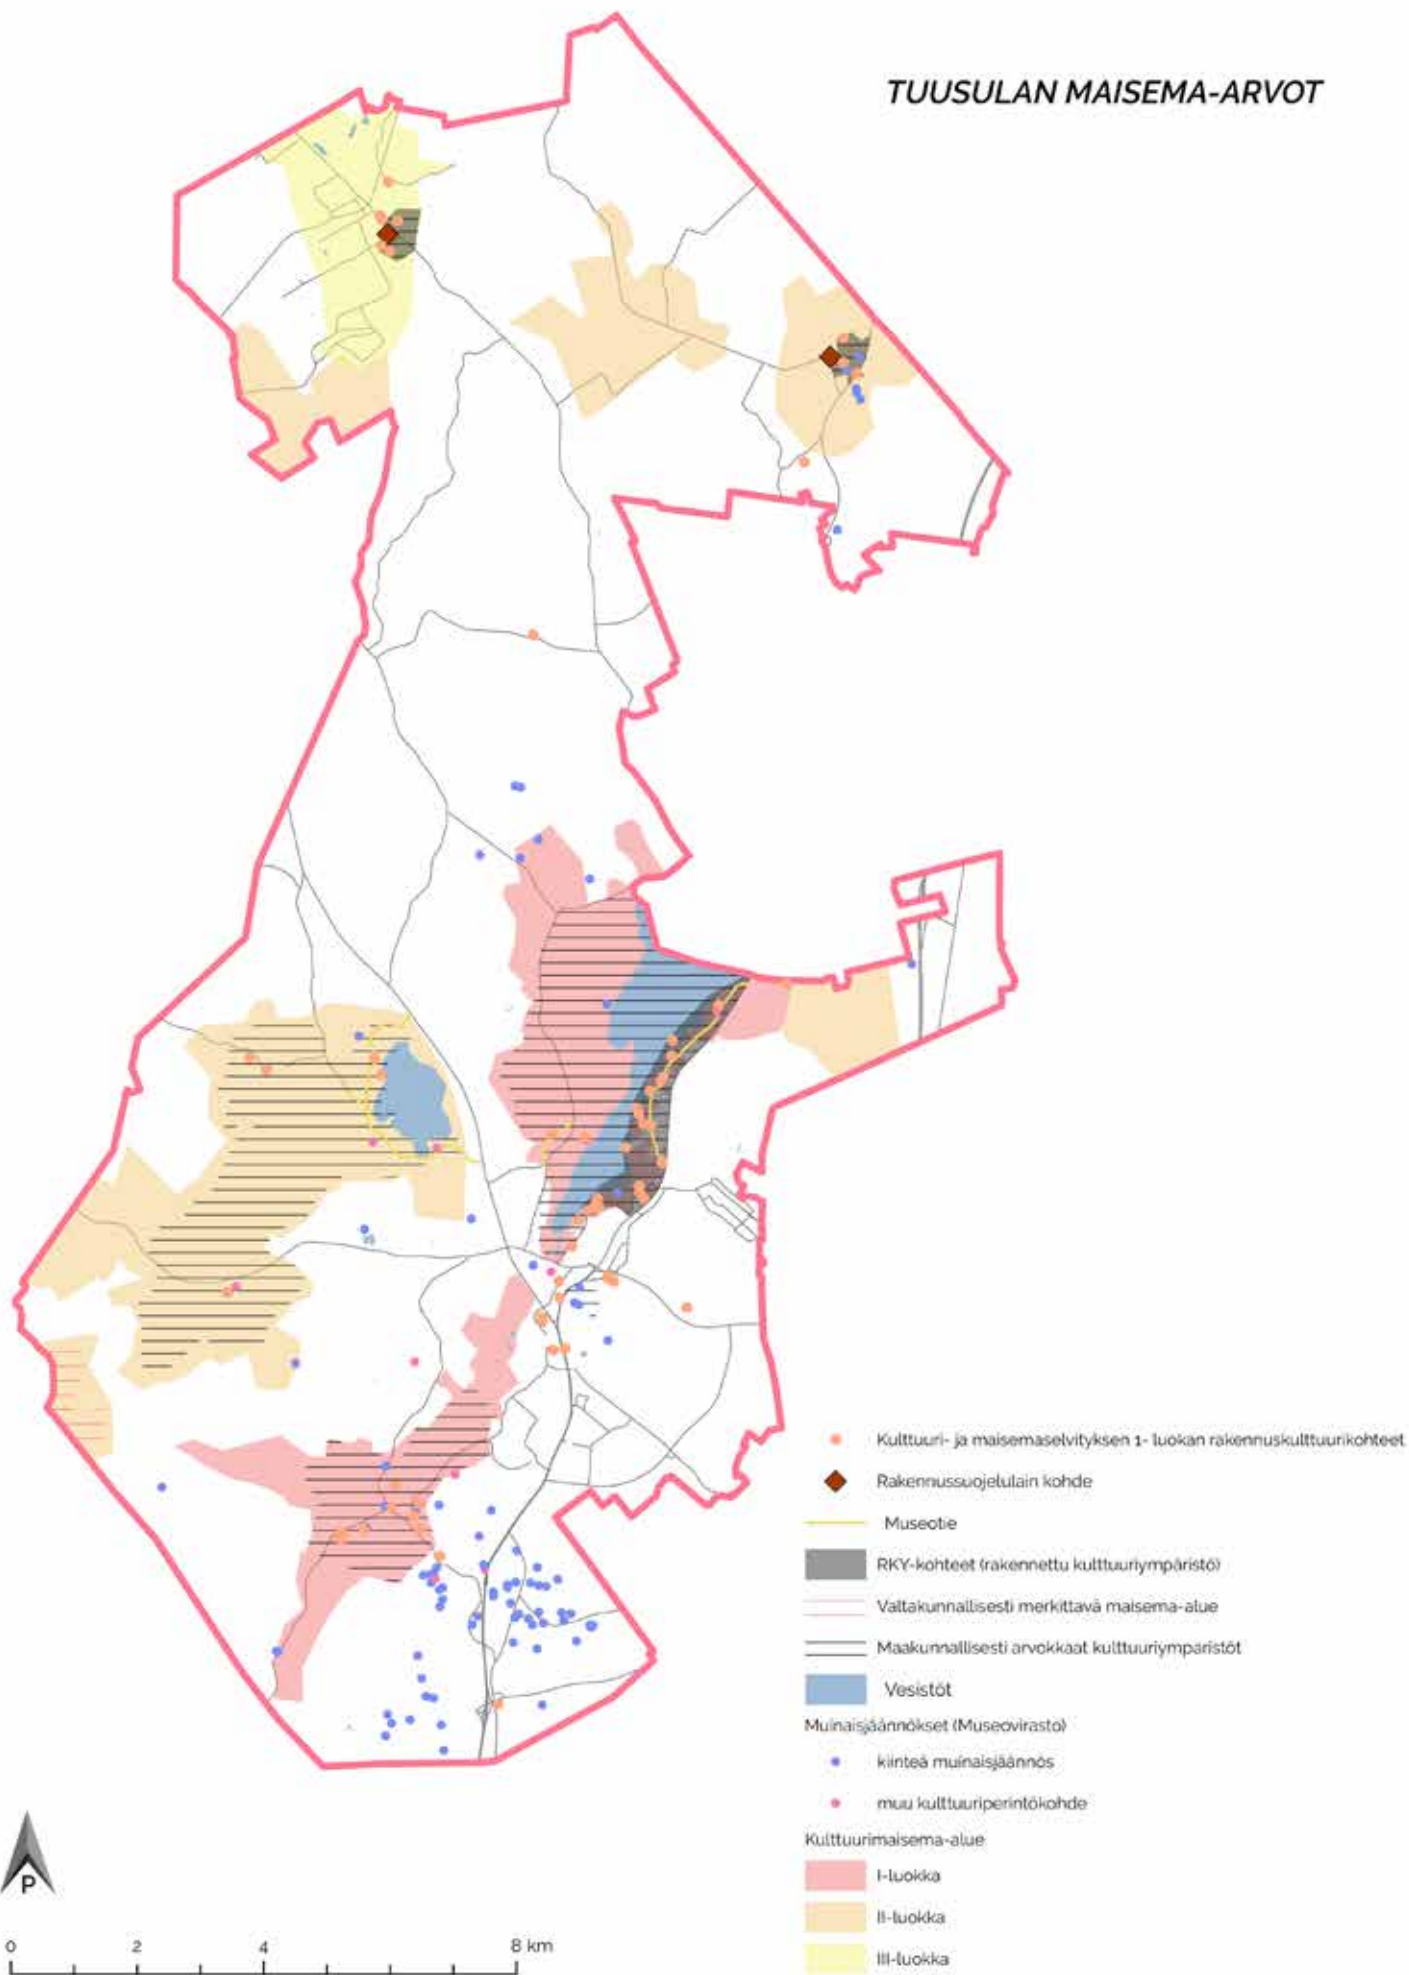 TUUSULAN MAISEMA-ARVOT
Kulttuuri- ja maisemaselvityksen 1- luokan rakennuskulttuurikohteet
Rakennussuojelulain kohde
Museotie
RKY-kohteet (rakennettu kulttuuriympäristö)
Valtakunnallisesti merkittävä maisema-alue
Maakunnallisesti arvokkaat kulttuuriympäristöt
Vesistöt
Muinaisjäännökset (Museovirasto)
kiinteä muinaisjäännös
muu kulttuuriperintökohde
Kulttuurimaisema-alue
I-luokka
II-luokka
III-luokka
P
0 2 4 8 km